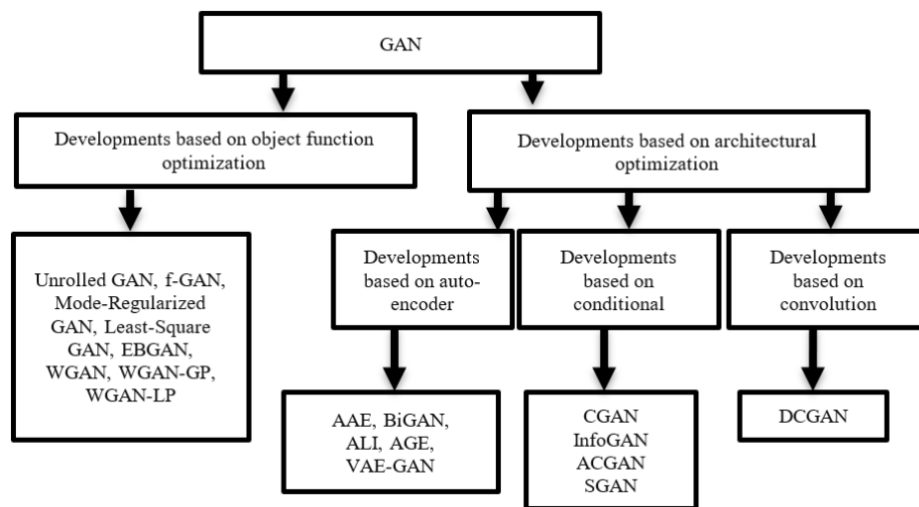 GAN
Developments based on object function
optimization
Developments based on architectural
optimization
Unrolled GAN, f-GAN,
Mode-Regularized
GAN, Least-Square
GAN, EBGAN,
WGAN, WGAN-GP,
WGAN-LP
Developments
based on auto-
encoder
Developments
based on
conditional
Developments
based on
convolution
AAE, BiGAN,
ALI, AGE,
VAE-GAN
CGAN
InfoGAN
ACGAN
SGAN
DCGAN